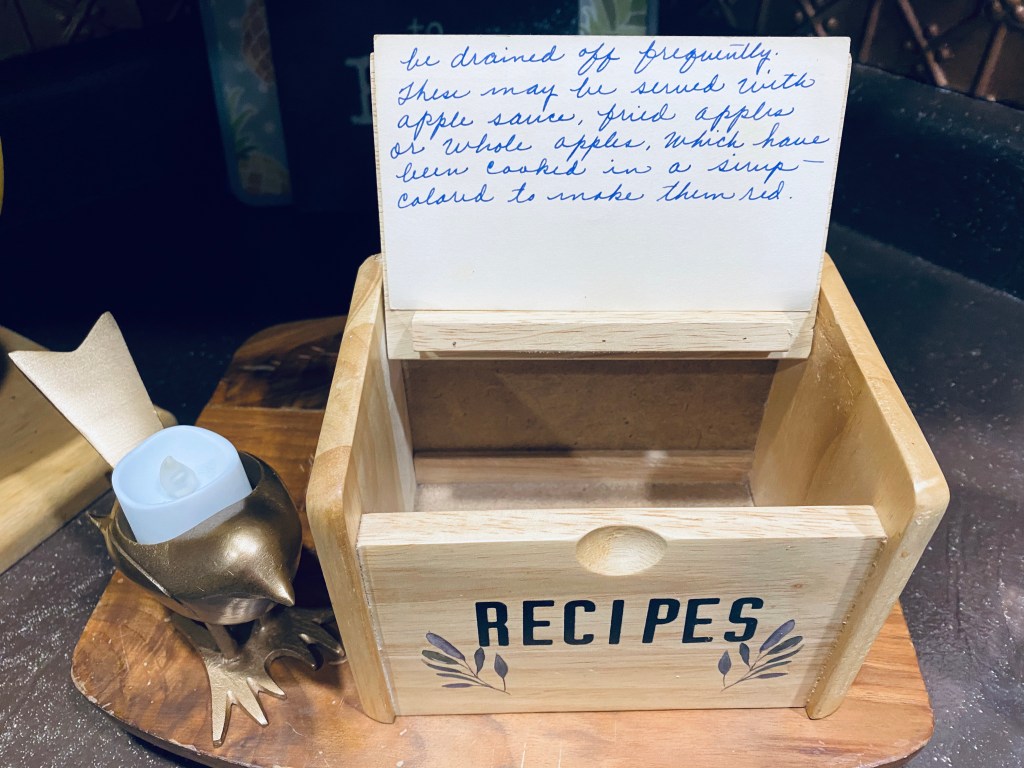 to
be drained off frequently.
These may be served with
apple sauce, fried apples
or whole apples, which have
been cooked in a sirup—
colored to make them red.
RECIPES